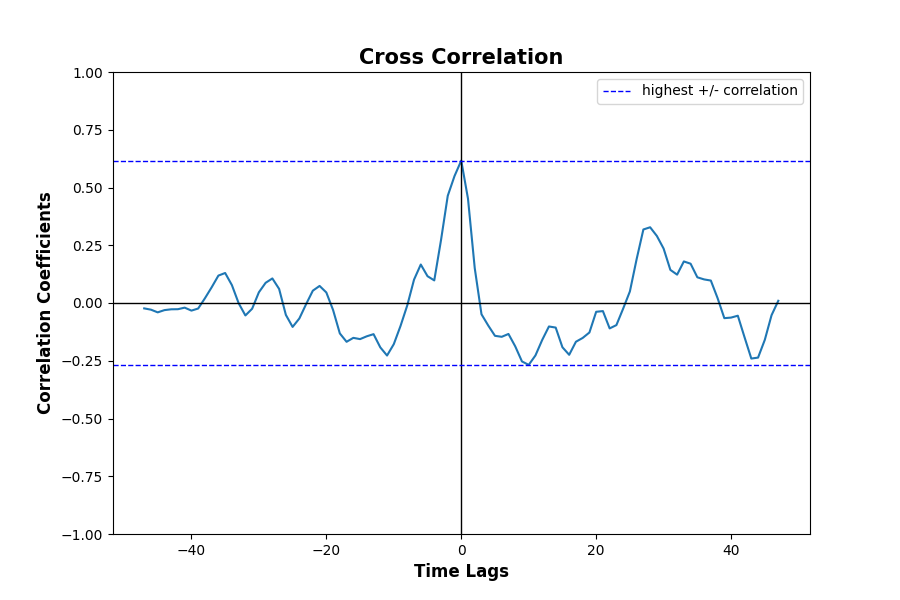 Cross Correlation
highest +/- correlation
Correlation Coefficients
1.00
0.75
0.50
0.25
0.00
−0.25
−0.50
−0.75
−1.00
−40 −20 0 20 40
Time Lags